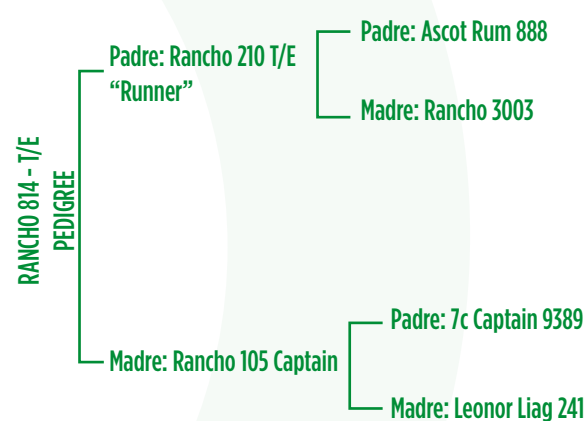 RANCHO 814 - T/E
PEDIGREE
Padre: Rancho 210 T/E
“Runner”
Padre: Ascot Rum 888
Madre: Rancho 3003
Madre: Rancho 105 Captain
Padre: 7c Captain 9389
Madre: Leonor Liag 241